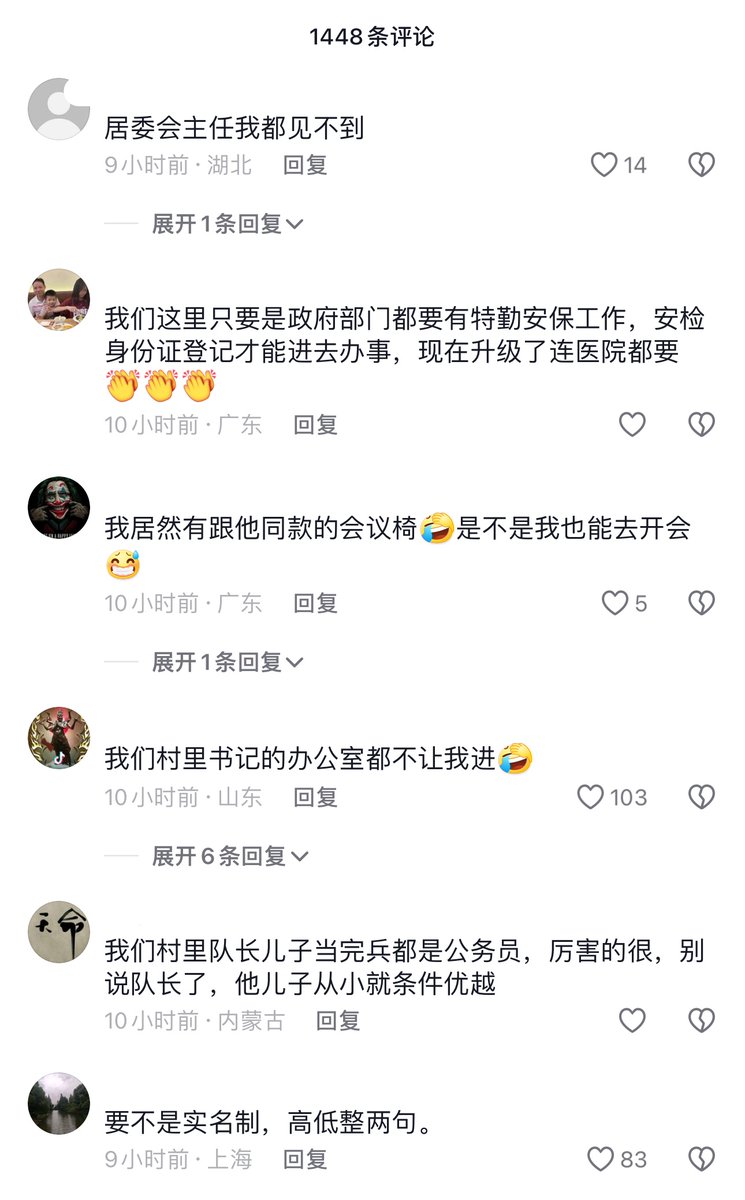 1448条评论
居委会主任我都见不到
9小时前·湖北 回复 14
展开1条回复
我们这里只要是政府部门都要有特勤安保工作，安检
身份证登记才能进去办事，现在升级了连医院都要
👏👏👏
10小时前·广东 回复
我居然有跟他同款的会议椅🤣是不是我也能去开会
😅
10小时前·广东 回复 5
展开1条回复
我们村里书记的办公室都不让我进🤣
10小时前·山东 回复 103
展开6条回复
天命
我们村里队长儿子当完兵都是公务员，厉害的很，别
说队长了，他儿子从小就条件优越
10小时前·内蒙古 回复
要不是实名制，高低整两句。
9小时前·上海 回复 83